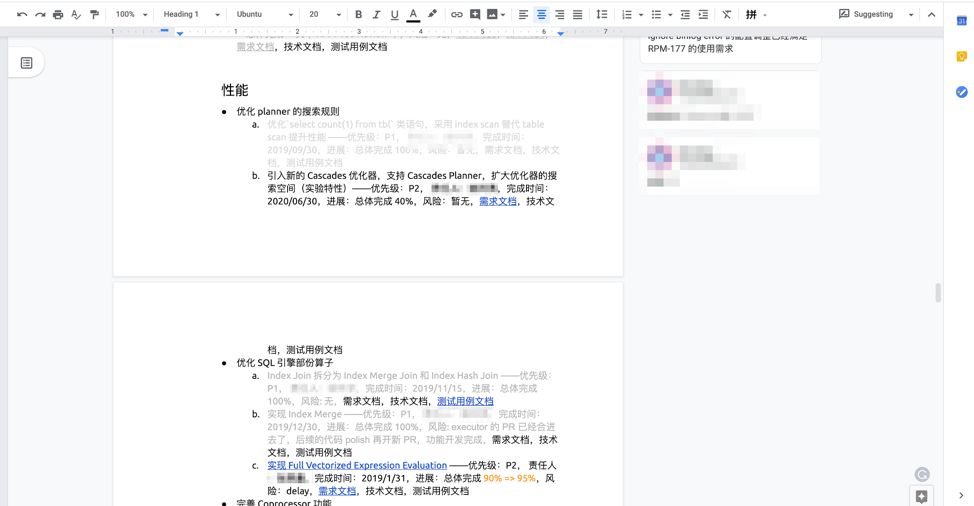 100% Heading 1 Ubuntu 20 B I U A 拼 Suggesting
1 1 2 3 4 5 6 7
31
需求文档，技术文档，测试用例文档
ignore binlog error 的配置调整已经满足
RPM-177 的使用需求
性能
● 优化 planner 的搜索规则
a. 优化`select count(1) from tbl` 类语句，采用 index scan 替代 table
scan 提升性能 ——优先级：P1，完成时间：
2019/09/30，进展：总体完成 100%，风险：暂无，需求文档，技术文
档，测试用例文档
b. 引入新的 Cascades 优化器，支持 Cascades Planner，扩大优化器的搜
索空间（实验特性）——优先级：P2，完成时间：
2020/06/30，进展：总体完成 40%，风险：暂无，需求文档，技术文
档，测试用例文档
● 优化 SQL 引擎部份算子
a. Index Join 拆分为 Index Merge Join 和 Index Hash Join ——优先级：
P1，完成时间：2019/11/15，进展：总体完成
100%，风险: 无，需求文档，技术文档，测试用例文档
b. 实现 Index Merge ——优先级：P1，完成时间：
2019/12/30，进展：总体完成 100%，风险: executor 的 PR 已经合进
去了，后续的代码 polish 再开新 PR，功能开发完成，需求文档，技术
文档，测试用例文档
c. 实现 Full Vectorized Expression Evaluation ——优先级：P2， 责任人
，完成时间：2019/1/31，进展：总体完成 90% => 95%，风
险：delay，需求文档，技术文档，测试用例文档
● 完善 Coprocessor 功能